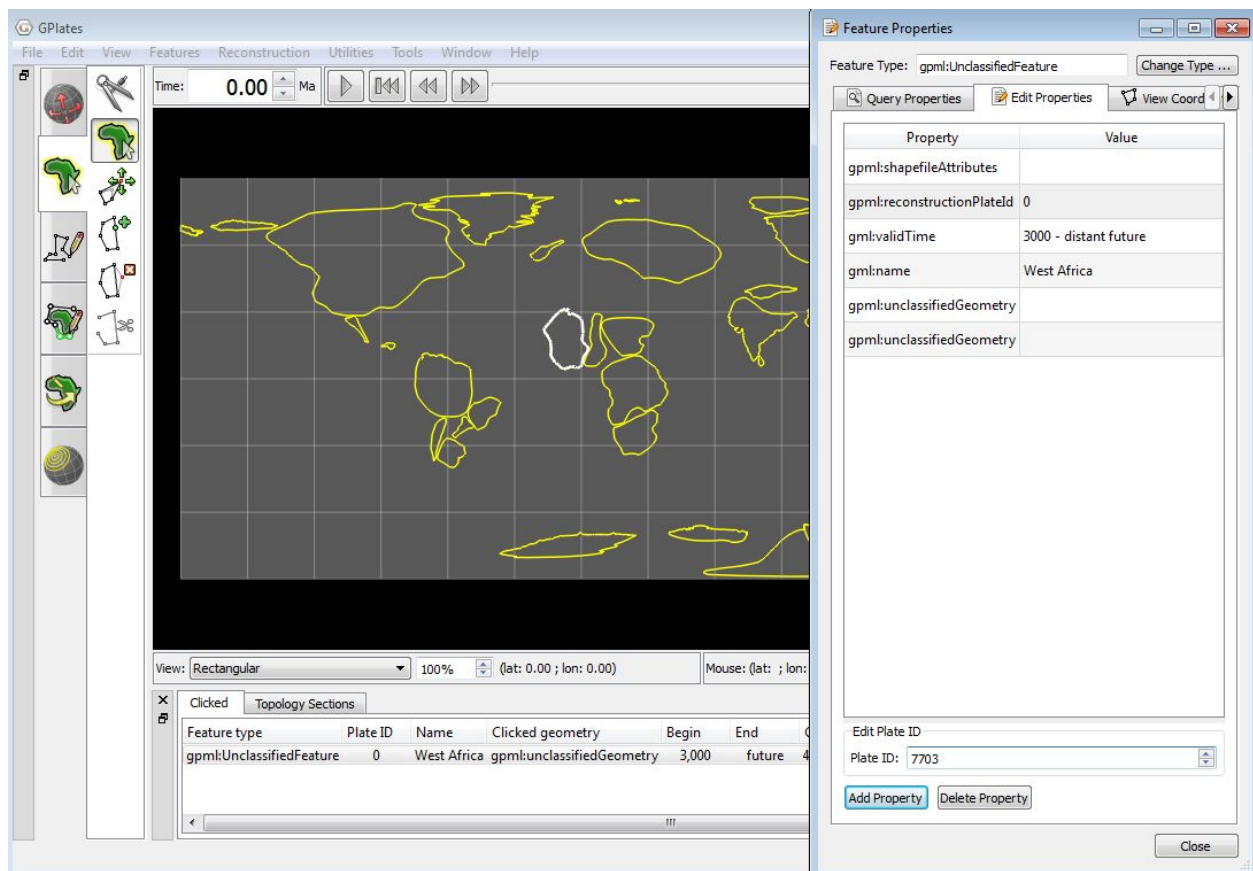 GPlates
File Edit View Features Reconstruction Utilities Tools Window Help
Time: 0.00 Ma
View: Rectangular 100% (lat: 0.00 ; lon: 0.00) Mouse: (lat: ; lon:
Clicked Topology Sections
Feature type Plate ID Name Clicked geometry Begin End
gpml:UnclassifiedFeature 0 West Africa gpml:unclassifiedGeometry 3,000 future 4
Feature Properties
Feature Type: gpml:UnclassifiedFeature Change Type ...
Query Properties Edit Properties View Coord
Property Value
gpml:shapefileAttributes
gpml:reconstructionPlateId 0
gml:validTime 3000 - distant future
gml:name West Africa
gpml:unclassifiedGeometry
gpml:unclassifiedGeometry
Edit Plate ID
Plate ID: 7703
Add Property Delete Property
Close